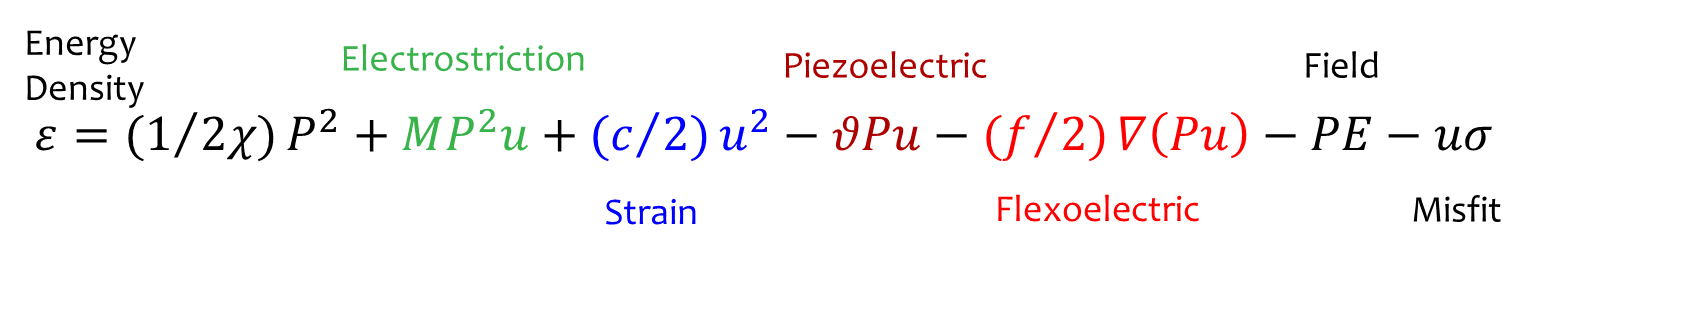 Energy
Density
Electrostriction
Piezoelectric
Field
ε = (1/2χ) P² + MP²u + (c/2) u² − ϑPu − (f/2) ∇(Pu) − PE − uσ
Strain
Flexoelectric
Misfit